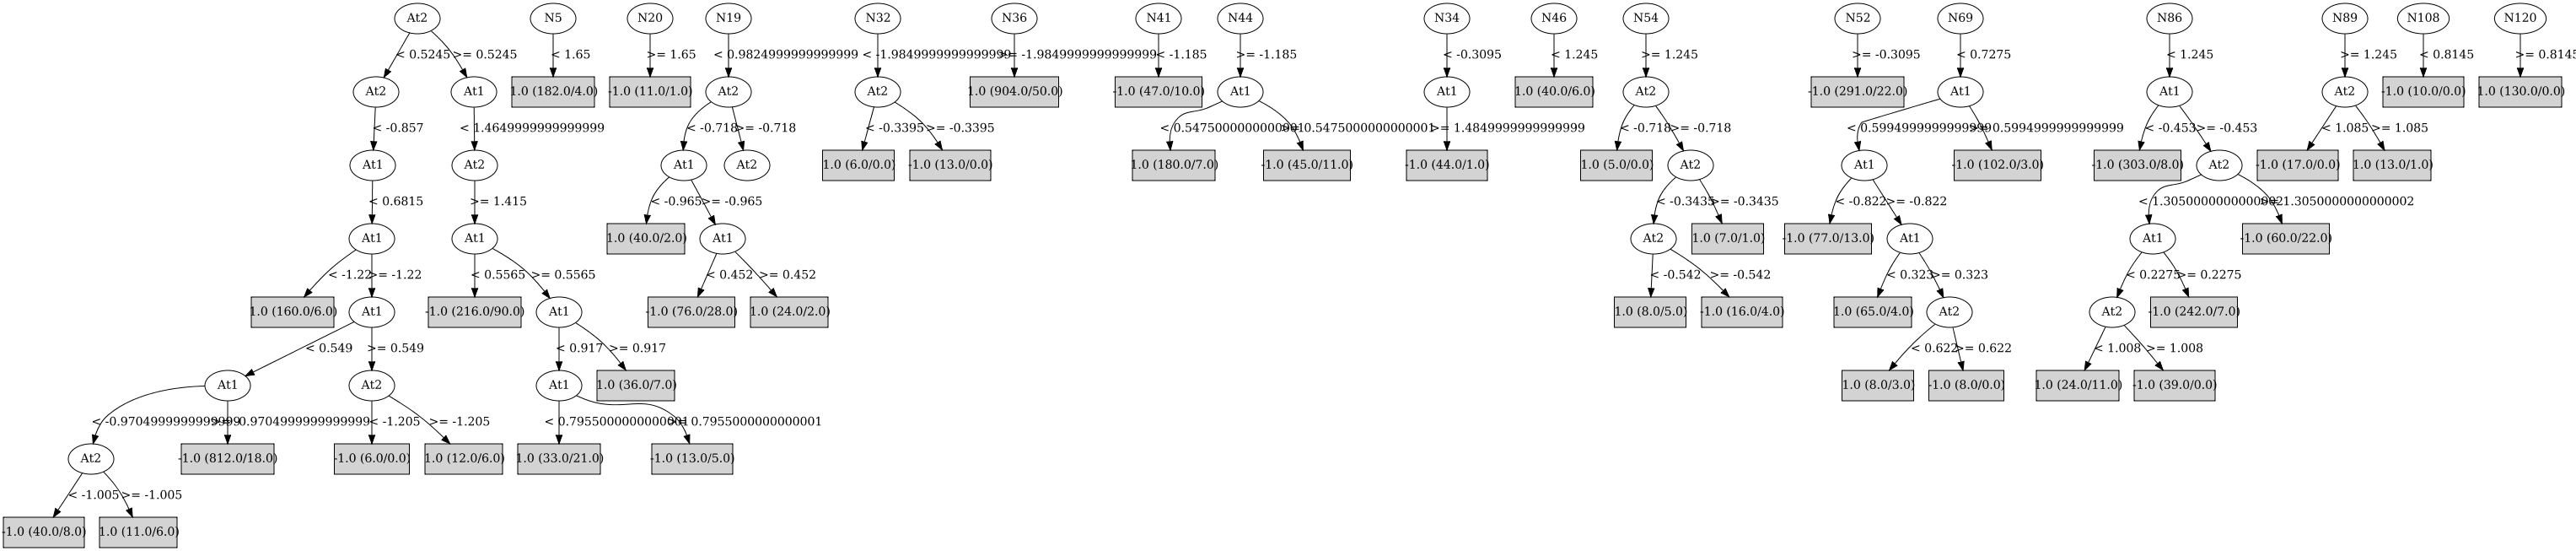 At2 N5 N20 N19 N32 N36 N41 N44 N34 N46 N54 N52 N69 N86 N89 N108 N120
< 0.5245 >= 0.5245 < 1.65 >= 1.65 < 0.9824999999999999 < -1.9849999999999999 >= -1.9849999999999999 < -1.185 >= -1.185 < -0.3095 < 1.245 >= 1.245 >= -0.3095 < 0.7275 < 1.245 >= 1.245 < 0.8145 >= 0.8145
At2 At1 1.0 (182.0/4.0) -1.0 (11.0/1.0) At2 At2 1.0 (904.0/50.0) -1.0 (47.0/10.0) At1 At1 1.0 (40.0/6.0) At2 -1.0 (291.0/22.0) At1 At1 At2 -1.0 (10.0/0.0) 1.0 (130.0/0.0)
< -0.857 < 1.4649999999999999 < -0.718 >= -0.718 < -0.3395 >= -0.3395 < 0.5475000000000001 >= 0.5475000000000001 >= 1.4849999999999999 < -0.718 >= -0.718 < 0.5994999999999999 >= 0.5994999999999999 < -0.453 >= -0.453 < 1.085 >= 1.085
At1 At2 At1 At2 1.0 (6.0/0.0) -1.0 (13.0/0.0) 1.0 (180.0/7.0) -1.0 (45.0/11.0) -1.0 (44.0/1.0) 1.0 (5.0/0.0) At2 At1 -1.0 (102.0/3.0) -1.0 (303.0/8.0) At2 -1.0 (17.0/0.0) 1.0 (13.0/1.0)
< 0.6815 >= 1.415 < -0.965 >= -0.965 < -0.3435 >= -0.3435 < -0.822 >= -0.822 < 1.3050000000000002 >= 1.3050000000000002
At1 At1 1.0 (40.0/2.0) At1 At2 1.0 (7.0/1.0) -1.0 (77.0/13.0) At1 At1 -1.0 (60.0/22.0)
< -1.22 >= -1.22 < 0.5565 >= 0.5565 < 0.452 >= 0.452 < -0.542 >= -0.542 < 0.323 >= 0.323 < 0.2275 >= 0.2275
1.0 (160.0/6.0) At1 -1.0 (216.0/90.0) At1 -1.0 (76.0/28.0) 1.0 (24.0/2.0) 1.0 (8.0/5.0) -1.0 (16.0/4.0) 1.0 (65.0/4.0) At2 At2 -1.0 (242.0/7.0)
< 0.549 >= 0.549 < 0.917 >= 0.917 < 0.622 >= 0.622 < 1.008 >= 1.008
At1 At2 At1 1.0 (36.0/7.0) 1.0 (8.0/3.0) -1.0 (8.0/0.0) 1.0 (24.0/11.0) -1.0 (39.0/0.0)
< -0.9704999999999999 >= -0.9704999999999999 < -1.205 >= -1.205 < 0.7955000000000001 >= 0.7955000000000001
At2 -1.0 (812.0/18.0) -1.0 (6.0/0.0) 1.0 (12.0/6.0) 1.0 (33.0/21.0) -1.0 (13.0/5.0)
< -1.005 >= -1.005
-1.0 (40.0/8.0) 1.0 (11.0/6.0)